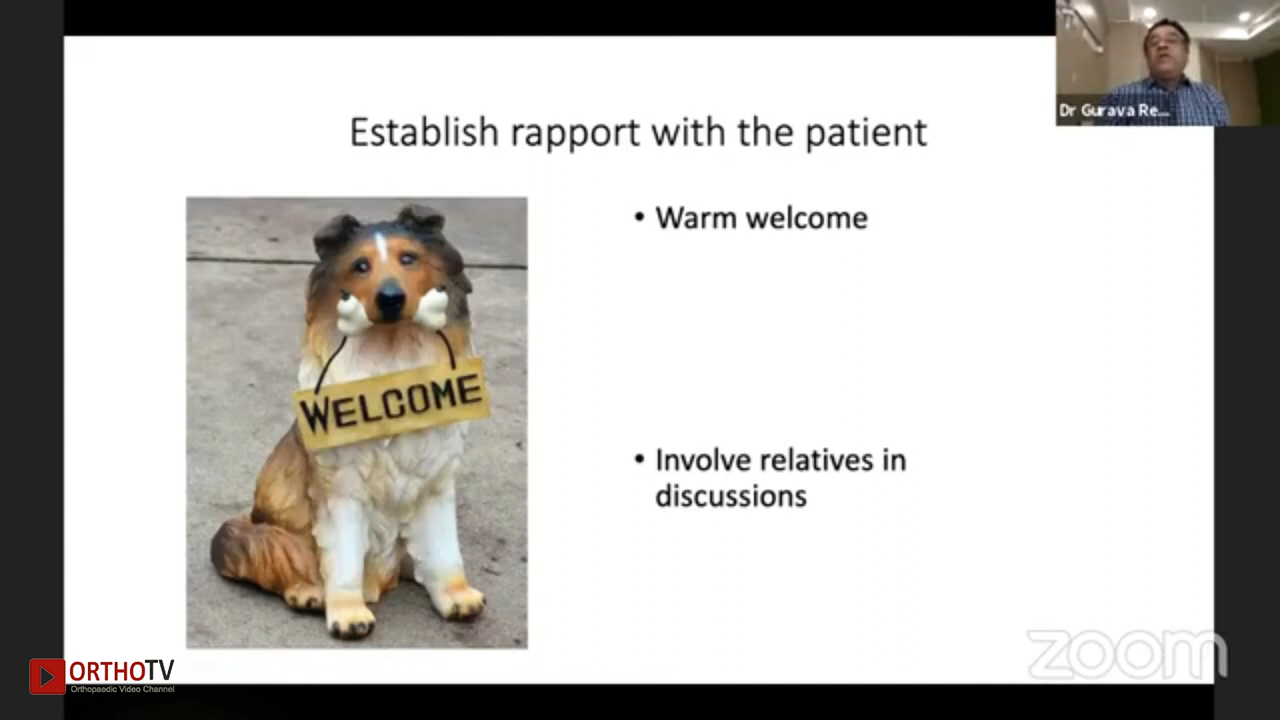 Dr Gurava Re...
Establish rapport with the patient
• Warm welcome
WELCOME
• Involve relatives in
discussions
ORTHOTV
Orthopaedic Video Channel
zoom